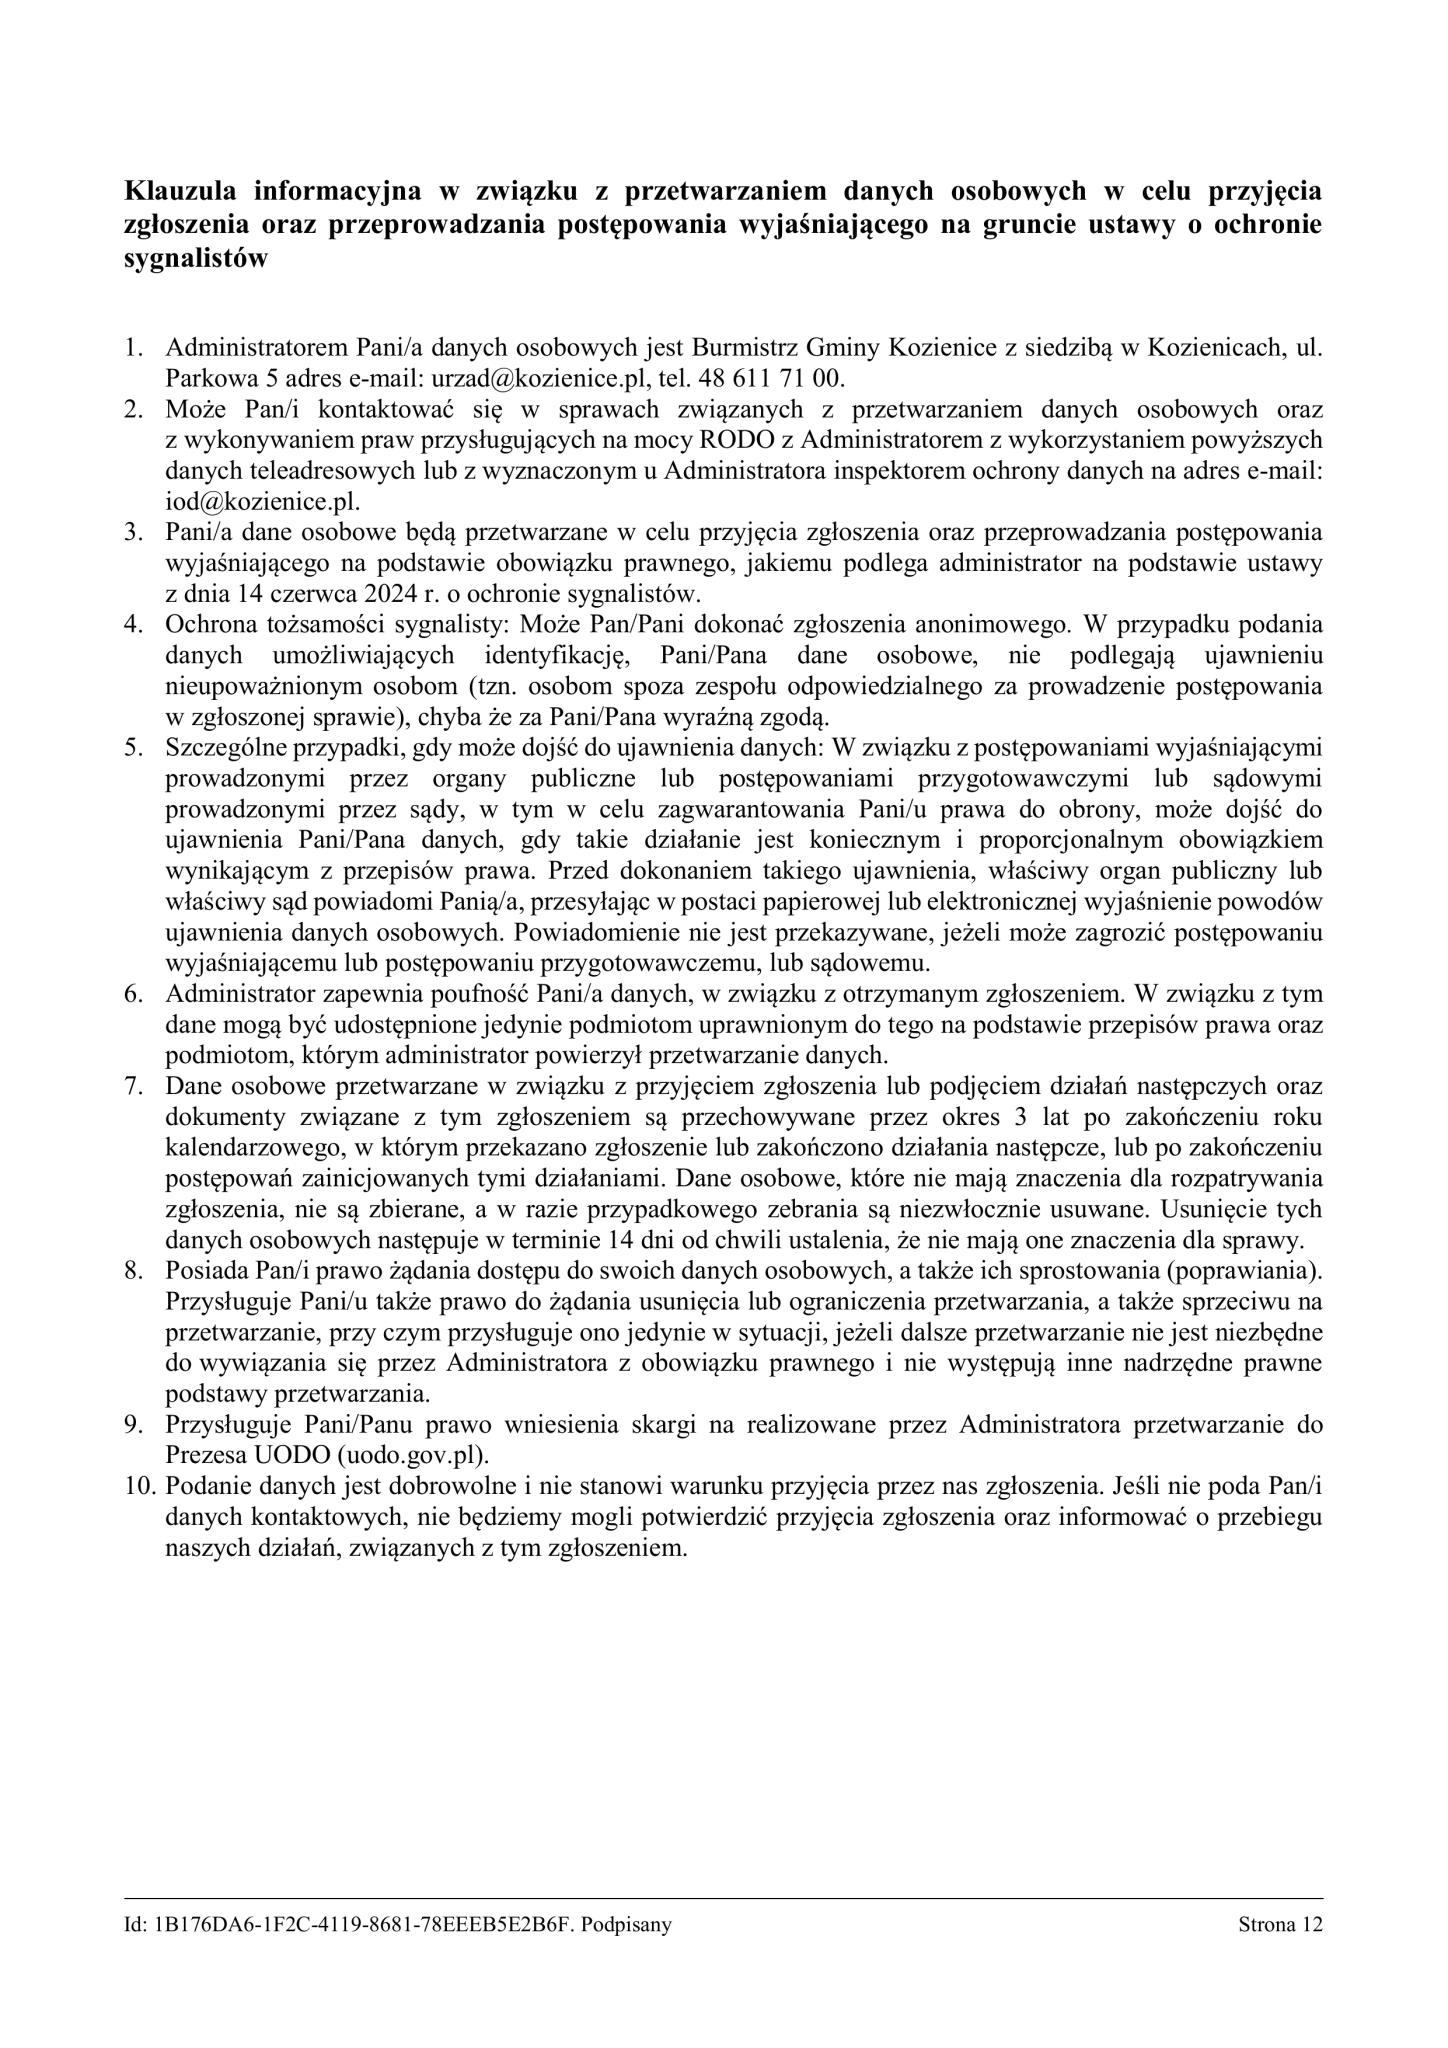 Klauzula informacyjna w związku z przetwarzaniem danych osobowych w celu przyjęcia
zgłoszenia oraz przeprowadzania postępowania wyjaśniającego na gruncie ustawy o ochronie
sygnalistów
1. Administratorem Pani/a danych osobowych jest Burmistrz Gminy Kozienice z siedzibą w Kozienicach, ul.
Parkowa 5 adres e-mail: urzad@kozienice.pl, tel. 48 611 71 00.
2. Może Pan/i kontaktować się w sprawach związanych z przetwarzaniem danych osobowych oraz
z wykonywaniem praw przysługujących na mocy RODO z Administratorem z wykorzystaniem powyższych
danych teleadresowych lub z wyznaczonym u Administratora inspektorem ochrony danych na adres e-mail:
iod@kozienice.pl.
3. Pani/a dane osobowe będą przetwarzane w celu przyjęcia zgłoszenia oraz przeprowadzania postępowania
wyjaśniającego na podstawie obowiązku prawnego, jakiemu podlega administrator na podstawie ustawy
z dnia 14 czerwca 2024 r. o ochronie sygnalistów.
4. Ochrona tożsamości sygnalisty: Może Pan/Pani dokonać zgłoszenia anonimowego. W przypadku podania
danych umożliwiających identyfikację, Pani/Pana dane osobowe, nie podlegają ujawnieniu
nieupoważnionym osobom (tzn. osobom spoza zespołu odpowiedzialnego za prowadzenie postępowania
w zgłoszonej sprawie), chyba że za Pani/Pana wyraźną zgodą.
5. Szczególne przypadki, gdy może dojść do ujawnienia danych: W związku z postępowaniami wyjaśniającymi
prowadzonymi przez organy publiczne lub postępowaniami przygotowawczymi lub sądowymi
prowadzonymi przez sądy, w tym w celu zagwarantowania Pani/u prawa do obrony, może dojść do
ujawnienia Pani/Pana danych, gdy takie działanie jest koniecznym i proporcjonalnym obowiązkiem
wynikającym z przepisów prawa. Przed dokonaniem takiego ujawnienia, właściwy organ publiczny lub
właściwy sąd powiadomi Panią/a, przesyłając w postaci papierowej lub elektronicznej wyjaśnienie powodów
ujawnienia danych osobowych. Powiadomienie nie jest przekazywane, jeżeli może zagrozić postępowaniu
wyjaśniającemu lub postępowaniu przygotowawczemu, lub sądowemu.
6. Administrator zapewnia poufność Pani/a danych, w związku z otrzymanym zgłoszeniem. W związku z tym
dane mogą być udostępnione jedynie podmiotom uprawnionym do tego na podstawie przepisów prawa oraz
podmiotom, którym administrator powierzył przetwarzanie danych.
7. Dane osobowe przetwarzane w związku z przyjęciem zgłoszenia lub podjęciem działań następczych oraz
dokumenty związane z tym zgłoszeniem są przechowywane przez okres 3 lat po zakończeniu roku
kalendarzowego, w którym przekazano zgłoszenie lub zakończono działania następcze, lub po zakończeniu
postępowań zainicjowanych tymi działaniami. Dane osobowe, które nie mają znaczenia dla rozpatrywania
zgłoszenia, nie są zbierane, a w razie przypadkowego zebrania są niezwłocznie usuwane. Usunięcie tych
danych osobowych następuje w terminie 14 dni od chwili ustalenia, że nie mają one znaczenia dla sprawy.
8. Posiada Pan/i prawo żądania dostępu do swoich danych osobowych, a także ich sprostowania (poprawiania).
Przysługuje Pani/u także prawo do żądania usunięcia lub ograniczenia przetwarzania, a także sprzeciwu na
przetwarzanie, przy czym przysługuje ono jedynie w sytuacji, jeżeli dalsze przetwarzanie nie jest niezbędne
do wywiązania się przez Administratora z obowiązku prawnego i nie występują inne nadrzędne prawne
podstawy przetwarzania.
9. Przysługuje Pani/Panu prawo wniesienia skargi na realizowane przez Administratora przetwarzanie do
Prezesa UODO (uodo.gov.pl).
10. Podanie danych jest dobrowolne i nie stanowi warunku przyjęcia przez nas zgłoszenia. Jeśli nie poda Pan/i
danych kontaktowych, nie będziemy mogli potwierdzić przyjęcia zgłoszenia oraz informować o przebiegu
naszych działań, związanych z tym zgłoszeniem.
Id: 1B176DA6-1F2C-4119-8681-78EEEB5E2B6F. Podpisany Strona 12